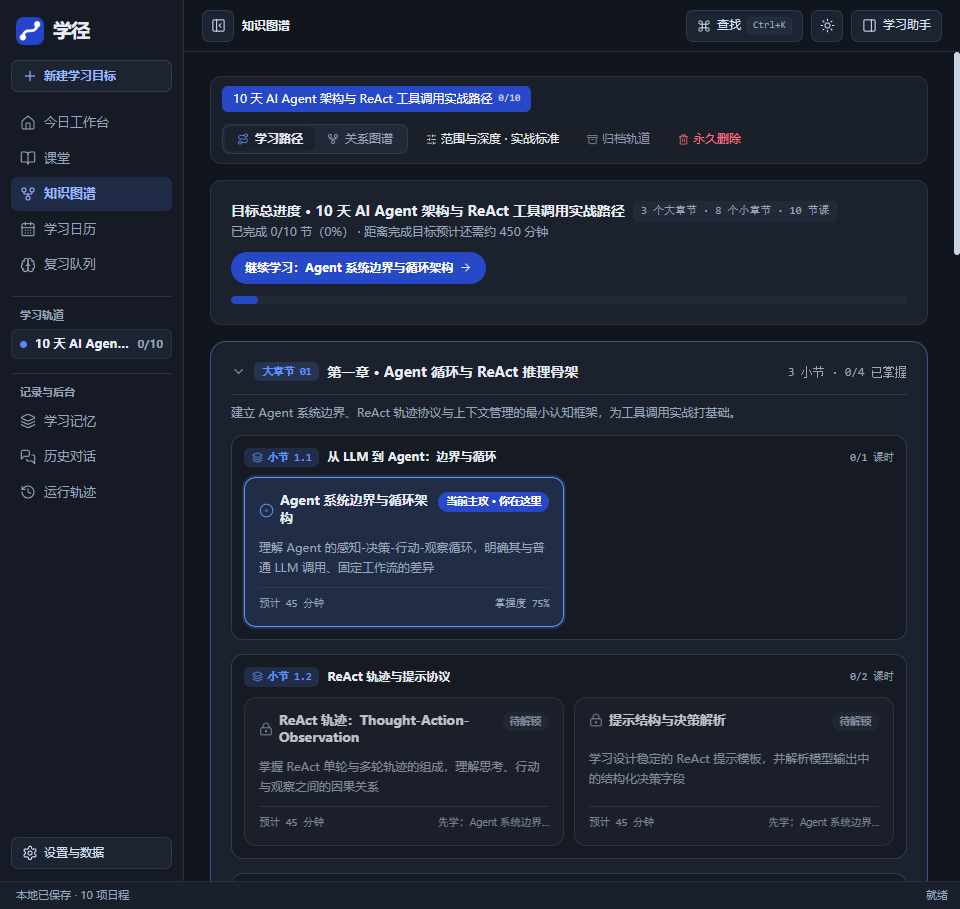 学径
新建学习目标
今日工作台
课堂
知识图谱
学习日历
复习队列
学习轨道
10 天 AI Agen... 0/10
记录与后台
学习记忆
历史对话
运行轨迹
设置与数据
本地已保存 · 10 项日程
知识图谱
查找 Ctrl+K
学习助手
10 天 AI Agent 架构与 ReAct 工具调用实战路径 0/10
学习路径
关系图谱
范围与深度 · 实战标准
归档轨道
永久删除
目标总进度 • 10 天 AI Agent 架构与 ReAct 工具调用实战路径 3 个大章节 · 8 个小章节 · 10 节课
已完成 0/10 节（0%） · 距离完成目标预计还需约 450 分钟
继续学习：Agent 系统边界与循环架构 →
大章节 01 第一章 • Agent 循环与 ReAct 推理骨架 3 小节 · 0/4 已掌握
建立 Agent 系统边界、ReAct 轨迹协议与上下文管理的最小认知框架，为工具调用实战打基础。
小节 1.1 从 LLM 到 Agent：边界与循环 0/1 课时
Agent 系统边界与循环架
构
当前主攻 • 你在这里
理解 Agent 的感知-决策-行动-观察循环，明确其与普
通 LLM 调用、固定工作流的差异
预计 45 分钟 掌握度 75%
小节 1.2 ReAct 轨迹与提示协议 0/2 课时
ReAct 轨迹：Thought-Action-
Observation
待解锁
掌握 ReAct 单轮与多轮轨迹的组成，理解思考、行动
与观察之间的因果关系
预计 45 分钟 先学：Agent 系统边界...
提示结构与决策解析 待解锁
学习设计稳定的 ReAct 提示模板，并解析模型输出中
的结构化决策字段
预计 45 分钟 先学：Agent 系统边界...
就绪